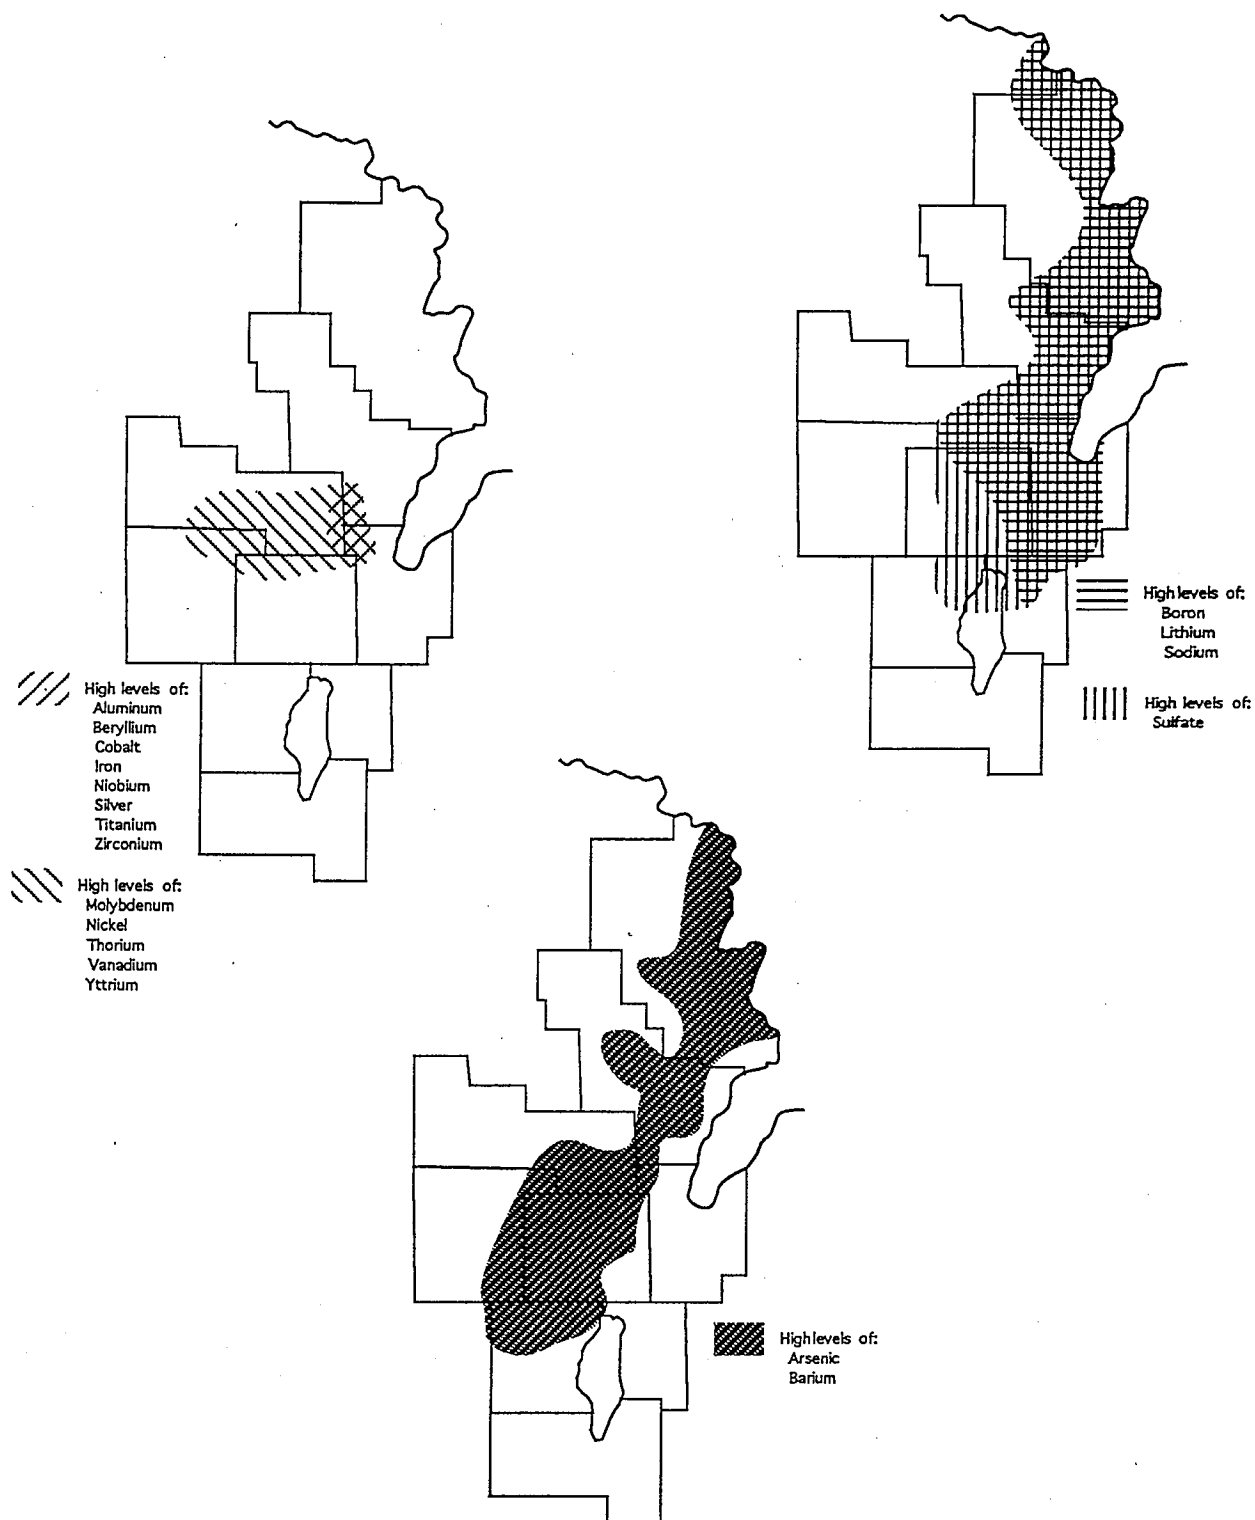 High levels of:
Boron
Lithium
Sodium
High levels of:
Sulfate
High levels of:
Aluminum
Beryllium
Cobalt
Iron
Niobium
Silver
Titanium
Zirconium
High levels of:
Molybdenum
Nickel
Thorium
Vanadium
Yttrium
High levels of:
Arsenic
Barium